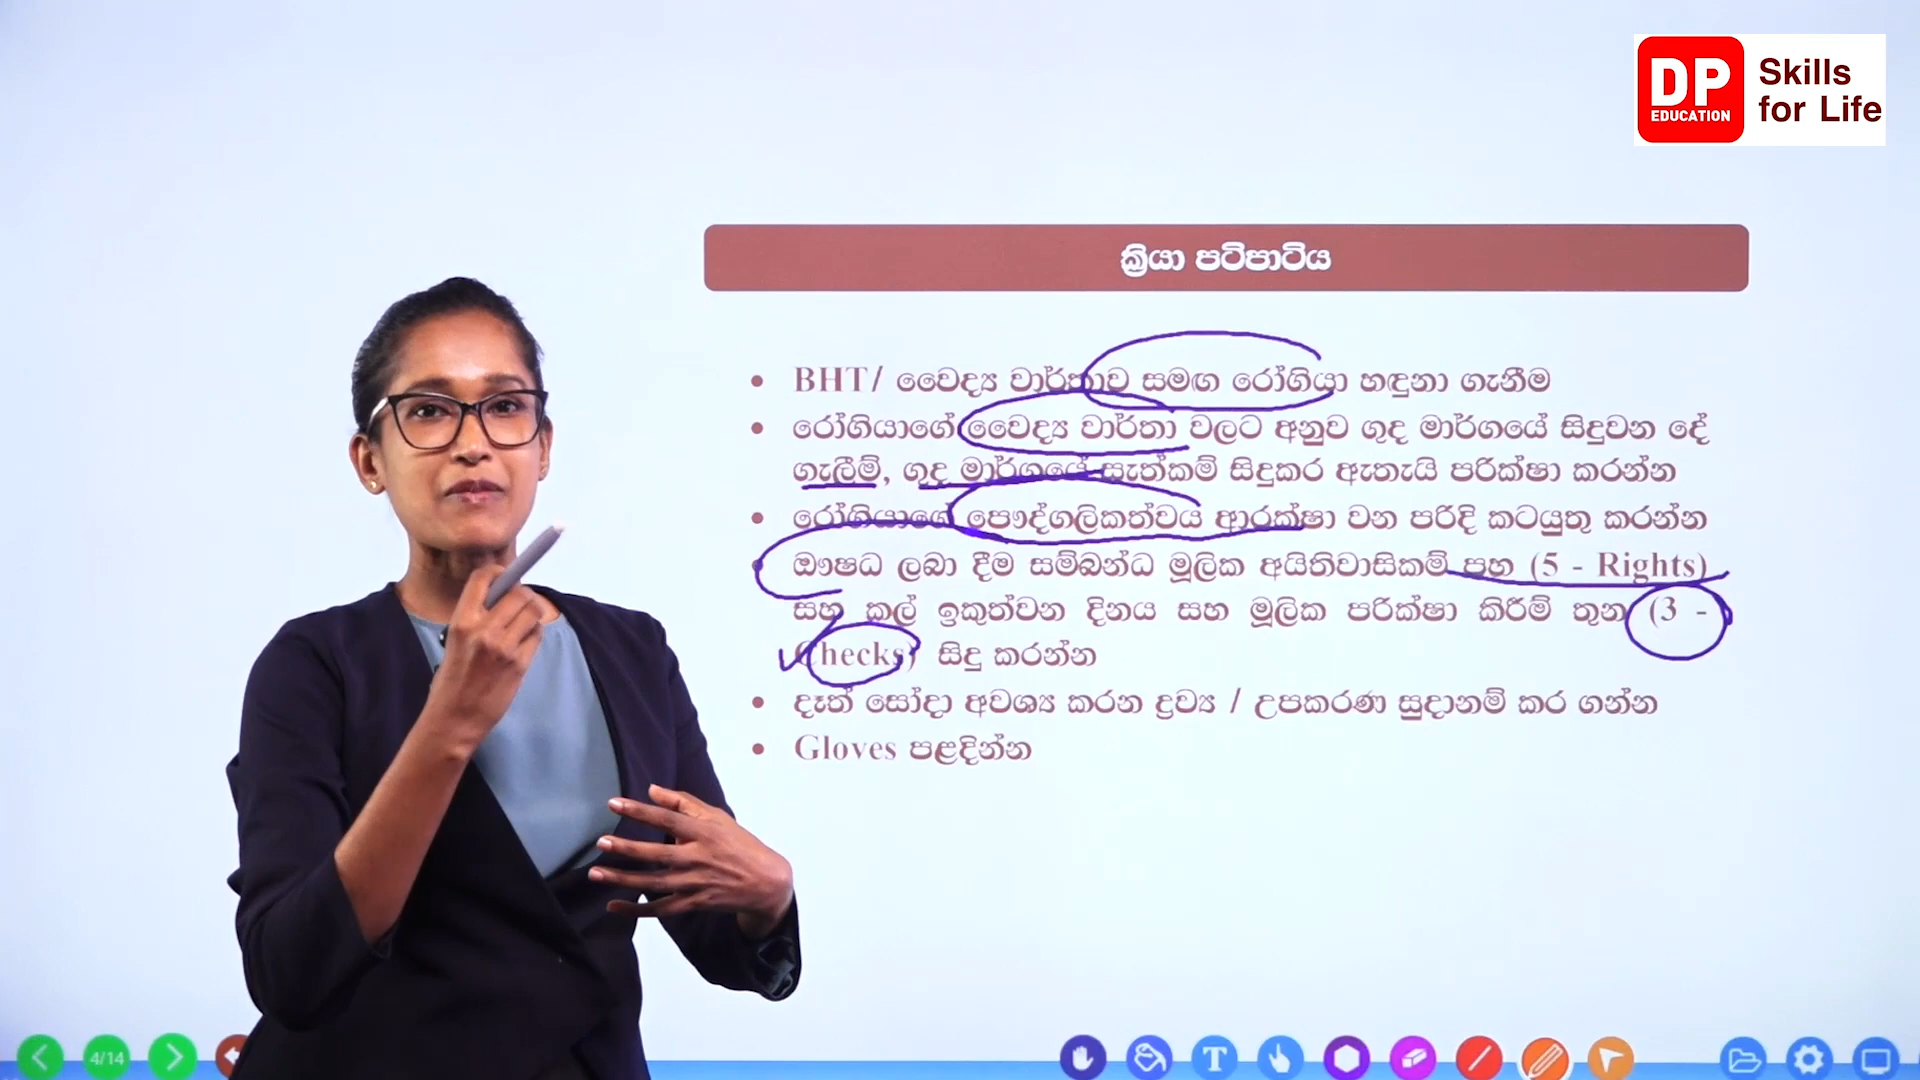 DP
EDUCATION
Skills
for Life
ක්‍රියා පටිපාටිය
• BHT/ වෛද්‍ය වාර්තාව සමඟ රෝගියා හඳුනා ගැනීම
• රෝගියාගේ වෛද්‍ය වාර්තා වලට අනුව ගුද මාර්ගයේ සිදුවන දේ
ගැලීම්, ගුද මාර්ගයේ සැත්කම් සිදුකර ඇතැයි පරික්ෂා කරන්න
• රෝගියාගේ පෞද්ගලිකත්වය ආරක්ෂා වන පරිදි කටයුතු කරන්න
• ඖෂධ ලබා දීම සම්බන්ධ මූලික අයිතිවාසිකම් පහ (5 - Rights)
සහ කල් ඉකුත්වන දිනය සහ මූලික පරික්ෂා කිරීම් තුන (3 -
Checks) සිදු කරන්න
• දෑත් සෝදා අවශ්‍ය කරන ද්‍රව්‍ය / උපකරණ සුදානම් කර ගන්න
• Gloves පළදින්න
4/14